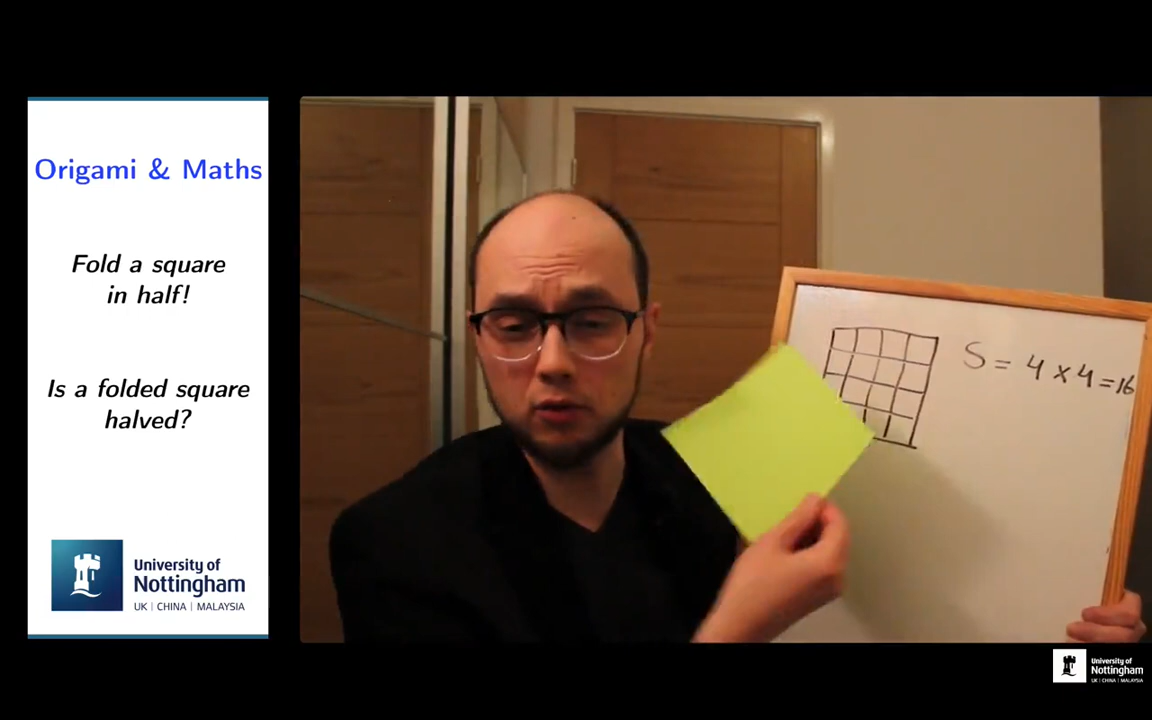 Origami & Maths
Fold a square
in half!
Is a folded square
halved?
University of
Nottingham
UK | CHINA | MALAYSIA
S = 4 x 4 = 16
University of
Nottingham
UK | CHINA | MALAYSIA